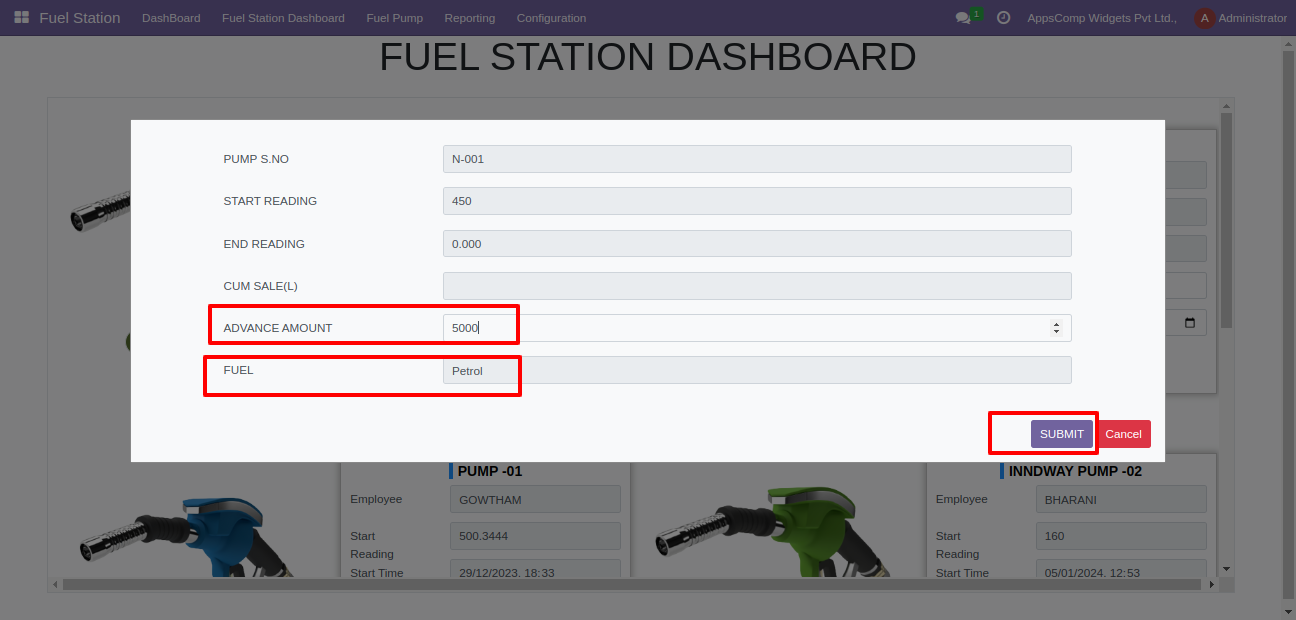 Fuel Station DashBoard Fuel Station Dashboard Fuel Pump Reporting Configuration 1 AppsComp Widgets Pvt Ltd., A Administrator
FUEL STATION DASHBOARD
PUMP S.NO N-001
START READING 450
END READING 0.000
CUM SALE(L)
ADVANCE AMOUNT 5000
FUEL Petrol
SUBMIT Cancel
PUMP -01
Employee GOWTHAM
Start Reading 500.3444
Start Time 29/12/2023, 18:33
INNDWAY PUMP -02
Employee BHARANI
Start Reading 160
Start Time 05/01/2024, 12:53